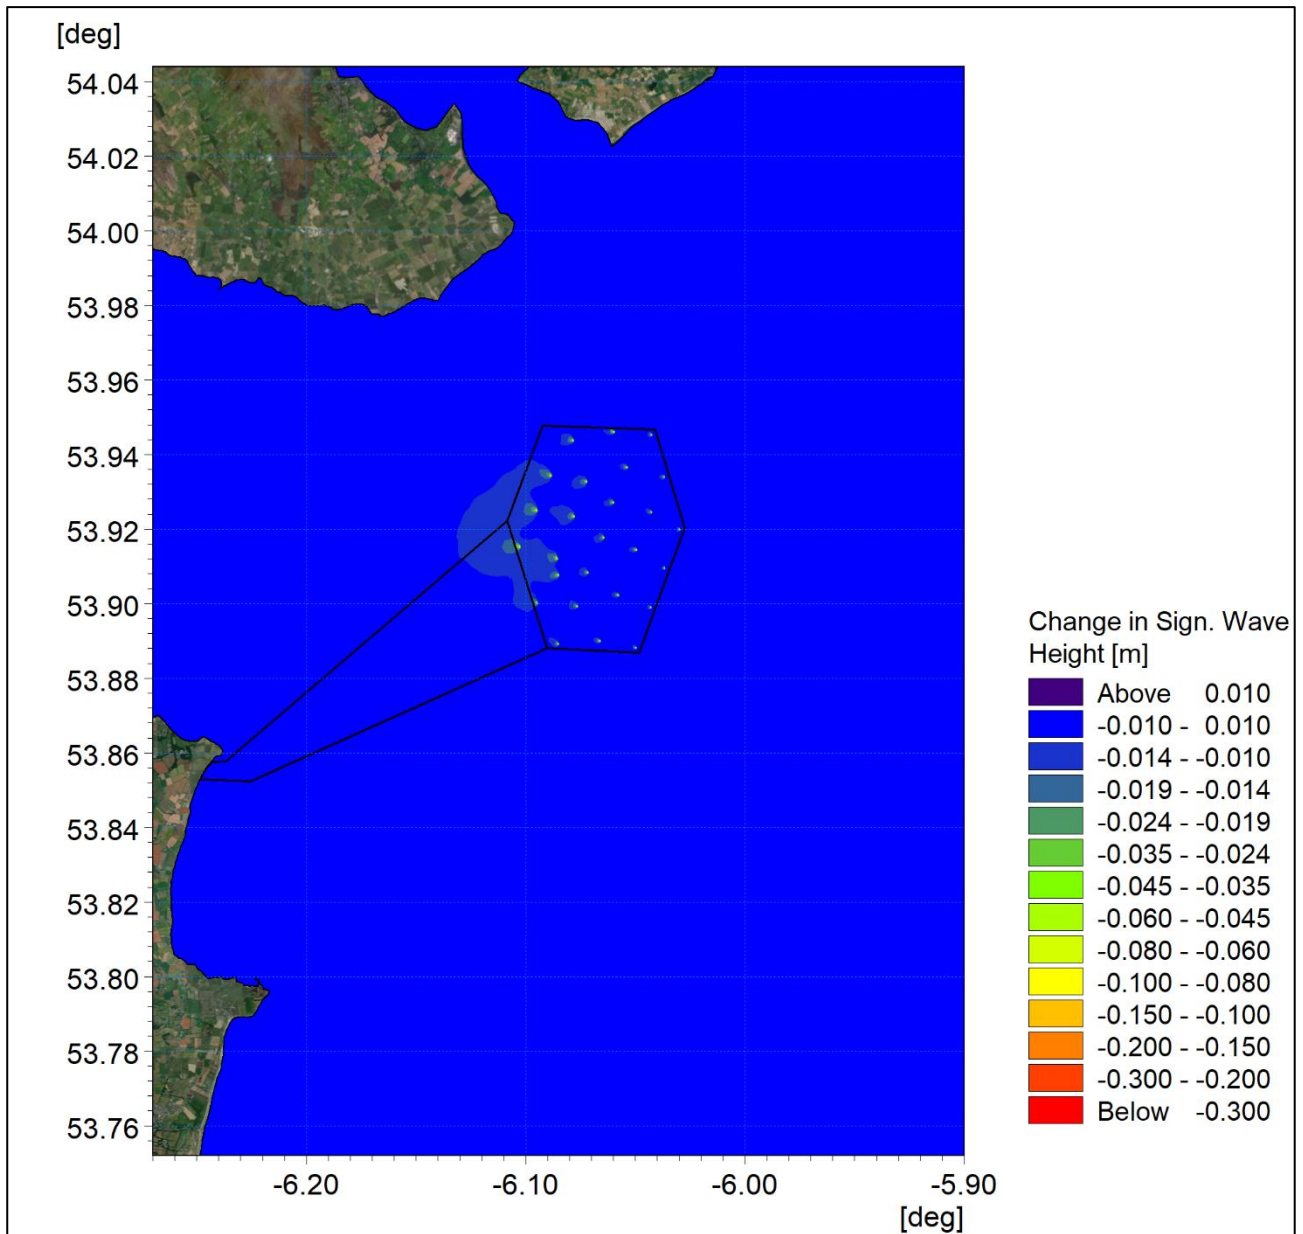 [deg]
54.04
54.02
54.00
53.98
53.96
53.94
53.92
53.90
53.88
53.86
53.84
53.82
53.80
53.78
53.76
-6.20 -6.10 -6.00 -5.90
[deg]
Change in Sign. Wave
Height [m]
Above 0.010
-0.010 - 0.010
-0.014 - -0.010
-0.019 - -0.014
-0.024 - -0.019
-0.035 - -0.024
-0.045 - -0.035
-0.060 - -0.045
-0.080 - -0.060
-0.100 - -0.080
-0.150 - -0.100
-0.200 - -0.150
-0.300 - -0.200
Below -0.300